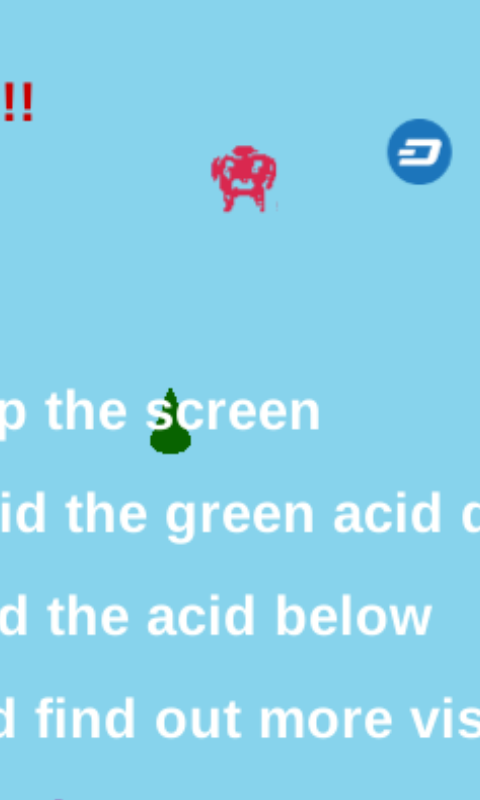 !!
p the screen
id the green acid d
d the acid below
d find out more vis